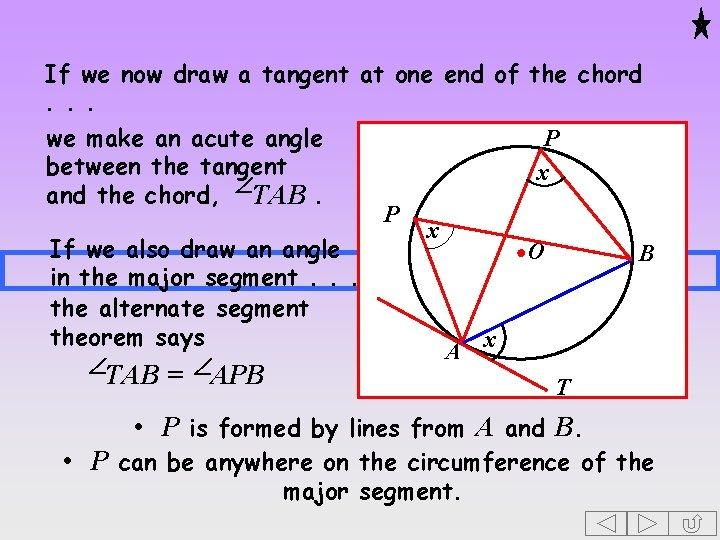 If we now draw a tangent at one end of the chord
. . .
we make an acute angle
between the tangent
and the chord, ∠TAB .
If we also draw an angle
in the major segment . . .
the alternate segment
theorem says
∠TAB = ∠APB
P
x
P
x
O
B
A
x
T
• P is formed by lines from A and B.
• P can be anywhere on the circumference of the
major segment.